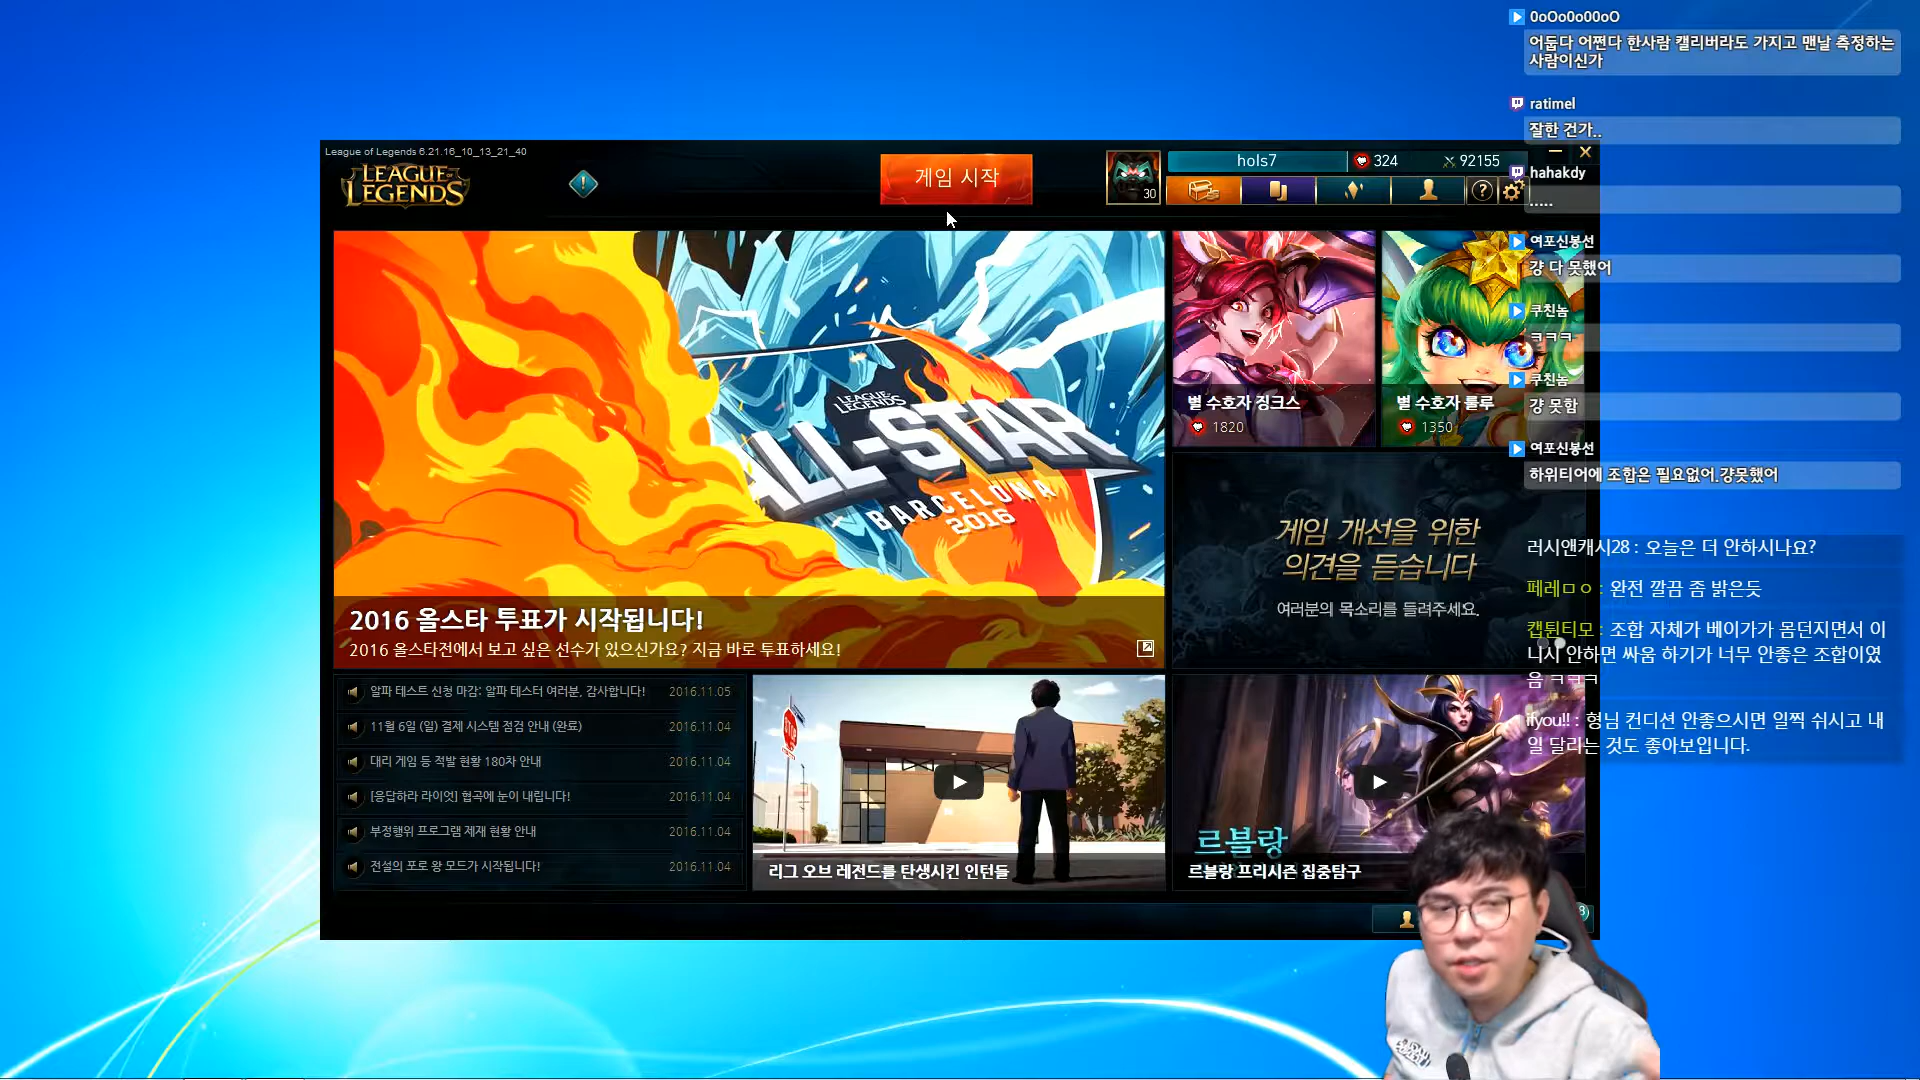 League of Legends 6.21.16_10_13_21_40
LEAGUE OF
LEGENDS
게임 시작
30
hols7
324
92155
LEAGUE OF
LEGENDS
ALL-STAR
BARCELONA
2016
2016 올스타 투표가 시작됩니다!
2016 올스타전에서 보고 싶은 선수가 있으신가요? 지금 바로 투표하세요!
별 수호자 징크스
1820
별 수호자 룰루
1350
게임 개선을 위한
의견을 듣습니다
여러분의 목소리를 들려주세요.
알파 테스트 신청 마감: 알파 테스터 여러분, 감사합니다! 2016.11.05
11월 6일 (일) 결제 시스템 점검 안내 (완료) 2016.11.04
대리 게임 등 적발 현황 180차 안내 2016.11.04
[응답하라 라이엇] 협곡에 눈이 내립니다! 2016.11.04
부정행위 프로그램 제재 현황 안내 2016.11.04
전설의 포로 왕 모드가 시작됩니다! 2016.11.04
STOP
리그 오브 레전드를 탄생시킨 인턴들
르블랑
르블랑 프리시즌 집중탐구
0oOo0o00oO
어둡다 어쩐다 한사람 캘리버라도 가지고 맨날 측정하는
사람이신가
ratimel
잘한 건가..
hahakdy
.....
여포신봉선
걍 다 못했어
쿠친놈
ㅋㅋㅋ
쿠친놈
걍 못함
여포신봉선
하위티어에 조합은 필요없어.걍못했어
러시앤캐시28 : 오늘은 더 안하시나요?
페레ㅁㅇ : 완전 깔끔 좀 밝은듯
캡튄티모 : 조합 자체가 베이가가 몸던지면서 이
니시 안하면 싸움 하기가 너무 안좋은 조합이였
음 ㅋㅋㅋ
ifyou!! : 형님 컨디션 안좋으시면 일찍 쉬시고 내
일 달리는 것도 좋아보입니다.